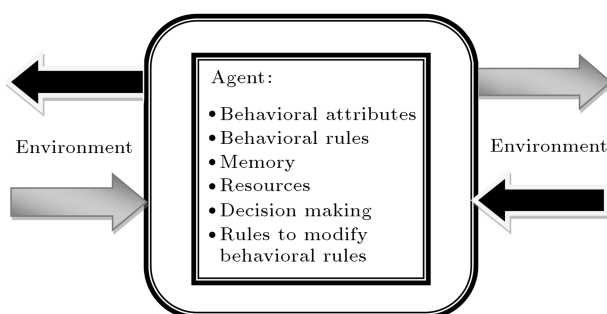 Agent:
• Behavioral attributes
• Behavioral rules
Environment
Environment
• Memory
• Resources
• Decision making
• Rules to modify
behavioral rules